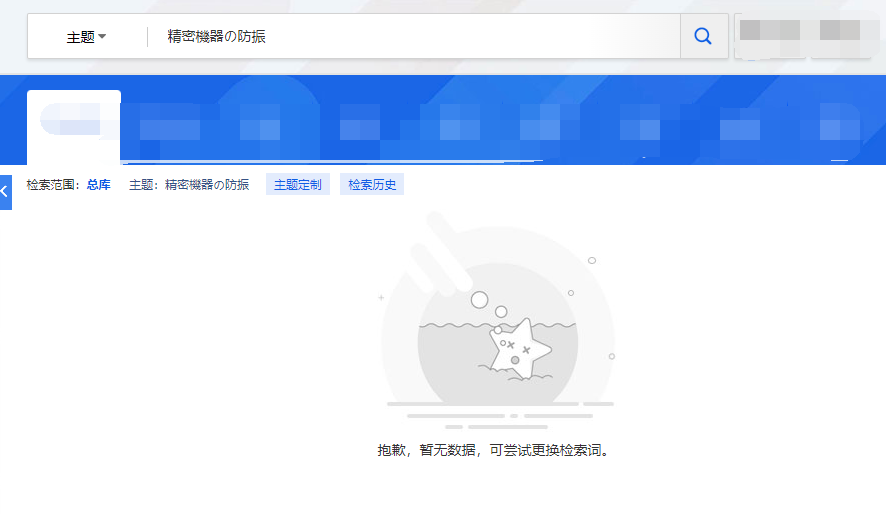 主题 精密機器の防振
检索范围：总库 主题：精密機器の防振 主题定制 检索历史
抱歉，暂无数据，可尝试更换检索词。